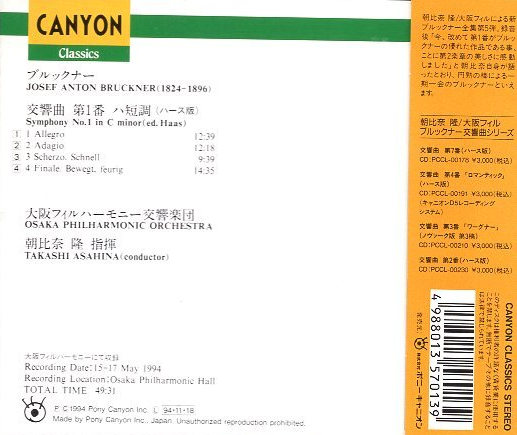 CANYON
Classics
ブルックナー
JOSEF ANTON BRUCKNER(1824-1896)
交響曲 第1番 ハ短調(ハース版)
Symphony No.1 in C minor(ed. Haas)
1 1 Allegro 12:39
2 2 Adagio 12:18
3 3 Scherzo. Schnell 9:39
4 4 Finale. Bewegt, feurig 14:35
大阪フィルハーモニー交響楽団
OSAKA PHILHARMONIC ORCHESTRA
朝比奈 隆 指揮
TAKASHI ASAHINA(conductor)
大阪フィルハーモニーにて収録
Recording Date:15-17 May 1994
Recording Location:Osaka Philharmonic Hall
TOTAL TIME 49:31
P.C 1994 Pony Canyon Inc. L 94・11・18
Made by Pony Canyon Inc., Japan. Unauthorized reproduction prohibited.
朝比奈 隆/大阪フィルによる新
ブルックナー全集第5弾。録音
後「今、改めて第1番がブルック
ナーの優れた作品である事、
ことに第2楽章の美しさに感動
しました」と朝比奈自身が語
ったとおり、円熟の棒による一
期一会のブルックナーといえ
ます。
朝比奈 隆/大阪フィル
ブルックナー交響曲シリーズ
交響曲 第7番(ハース版)
CD:PCCL-00178 ¥3,000(税込)
交響曲 第4番「ロマンティック」
(ハース版)
CD:PCCL-00191 ¥3,000(税込)
(キャニオンD5レコーディング
システム)
交響曲 第3番「ワーグナー」
(ノヴァーク版 第3稿)
CD:PCCL-00210 ¥3,000(税込)
交響曲 第2番(ハース版)
CD:PCCL-00233 ¥3,000(税込)
CANYON CLASSICS STEREO
4 988013 570139
発売元
ポニーキャニオン